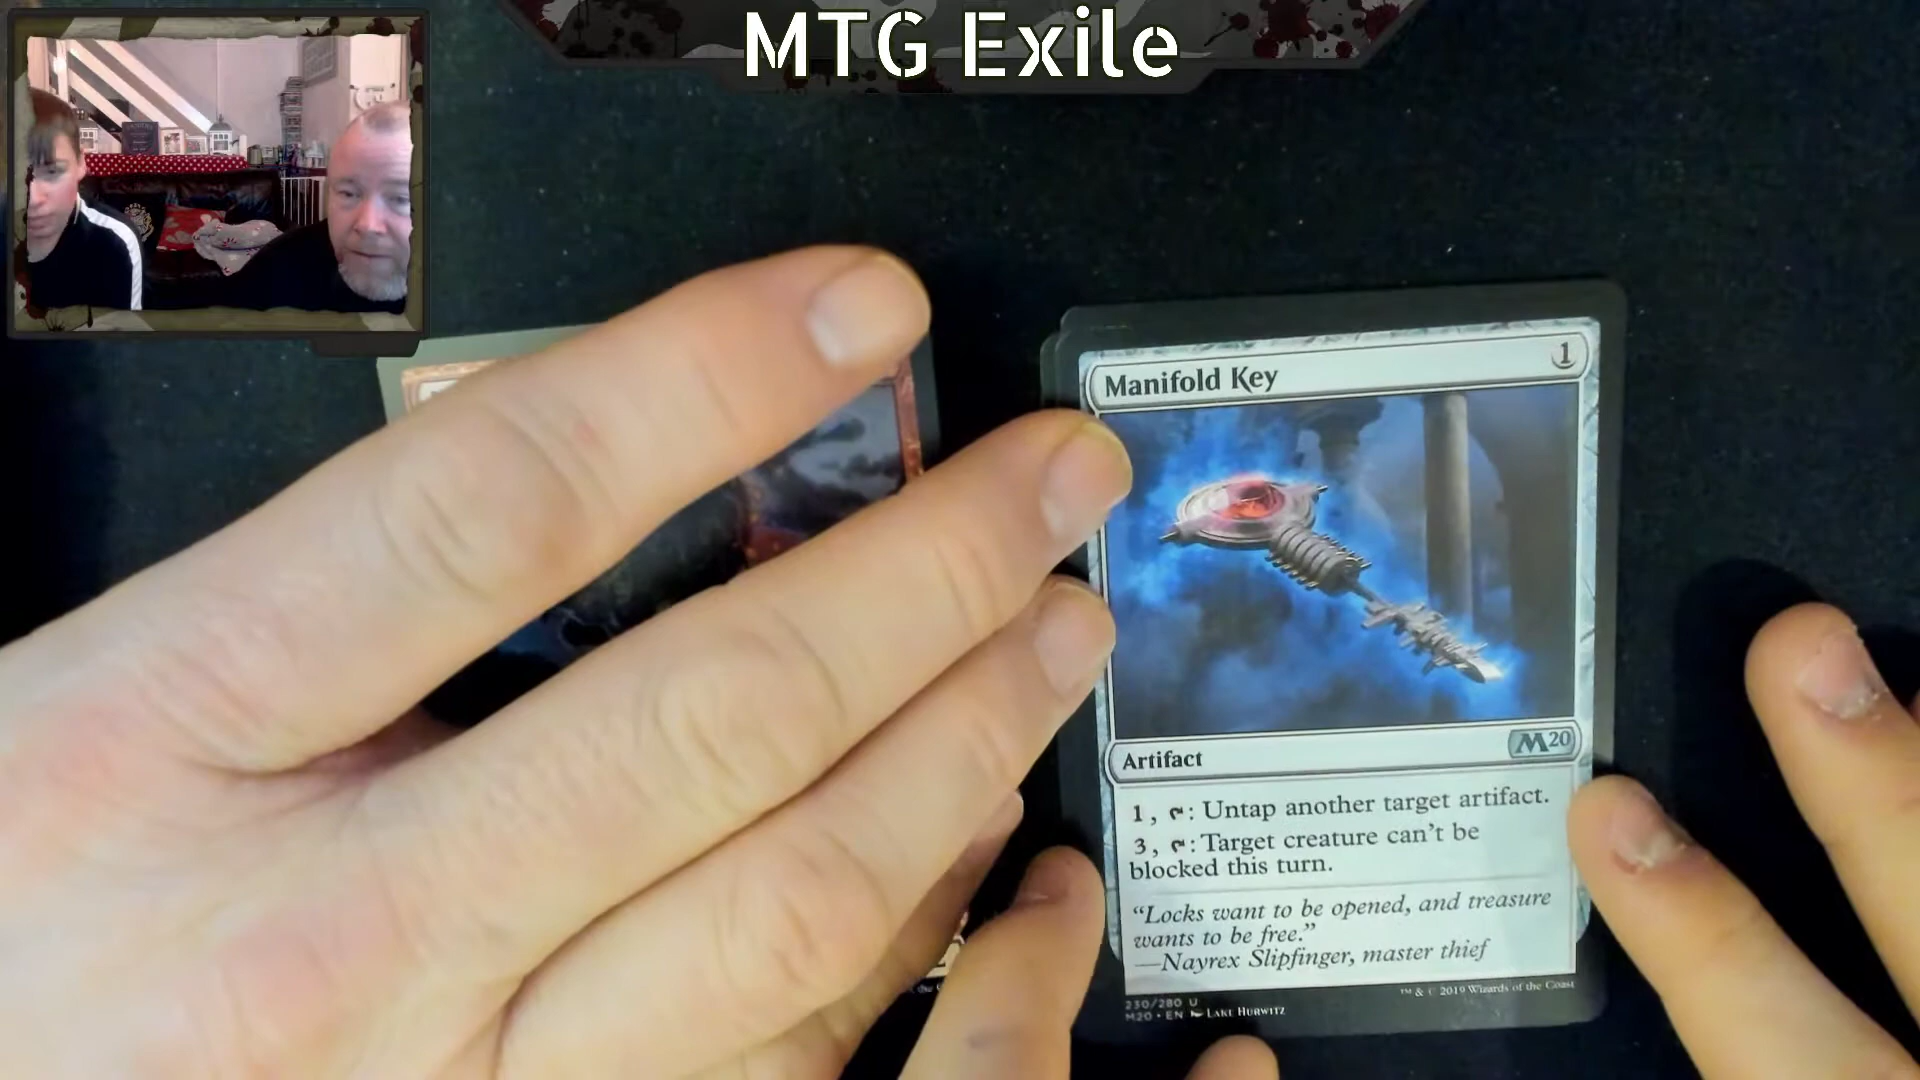 MTG Exile
Manifold Key
1
Artifact
M20
1, : Untap another target artifact.
3, : Target creature can't be
blocked this turn.
“Locks want to be opened, and treasure
wants to be free.”
—Nayrex Slipfinger, master thief
230/280 U
M20 • EN LAKE HURWITZ
™ & © 2019 Wizards of the Coast